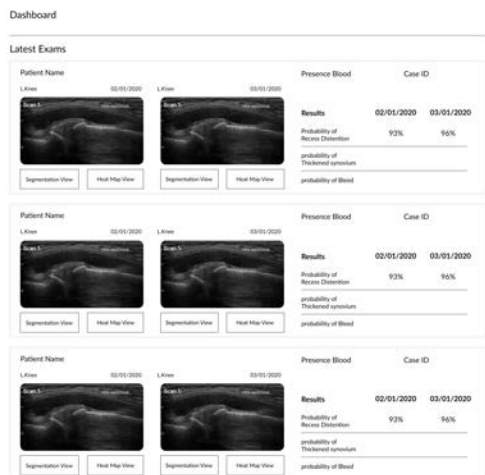 Dashboard
Latest Exams
Patient Name
L.Knee 02/01/2020 L.Knee 03/01/2020
Scan 5 Scan 5
Segmentation View Heat Map View Segmentation View Heat Map View
Presence Blood Case ID
Results 02/01/2020 03/01/2020
Probability of
Recess Distention 93% 96%
probability of
Thickened synovium
probability of Bleed
Patient Name
L.Knee 02/01/2020 L.Knee 03/01/2020
Scan 5 Scan 5
Segmentation View Heat Map View Segmentation View Heat Map View
Presence Blood Case ID
Results 02/01/2020 03/01/2020
Probability of
Recess Distention 93% 96%
probability of
Thickened synovium
probability of Bleed
Patient Name
L.Knee 02/01/2020 L.Knee 03/01/2020
Scan 5 Scan 5
Segmentation View Heat Map View Segmentation View Heat Map View
Presence Blood Case ID
Results 02/01/2020 03/01/2020
Probability of
Recess Distention 93% 96%
probability of
Thickened synovium
probability of Bleed